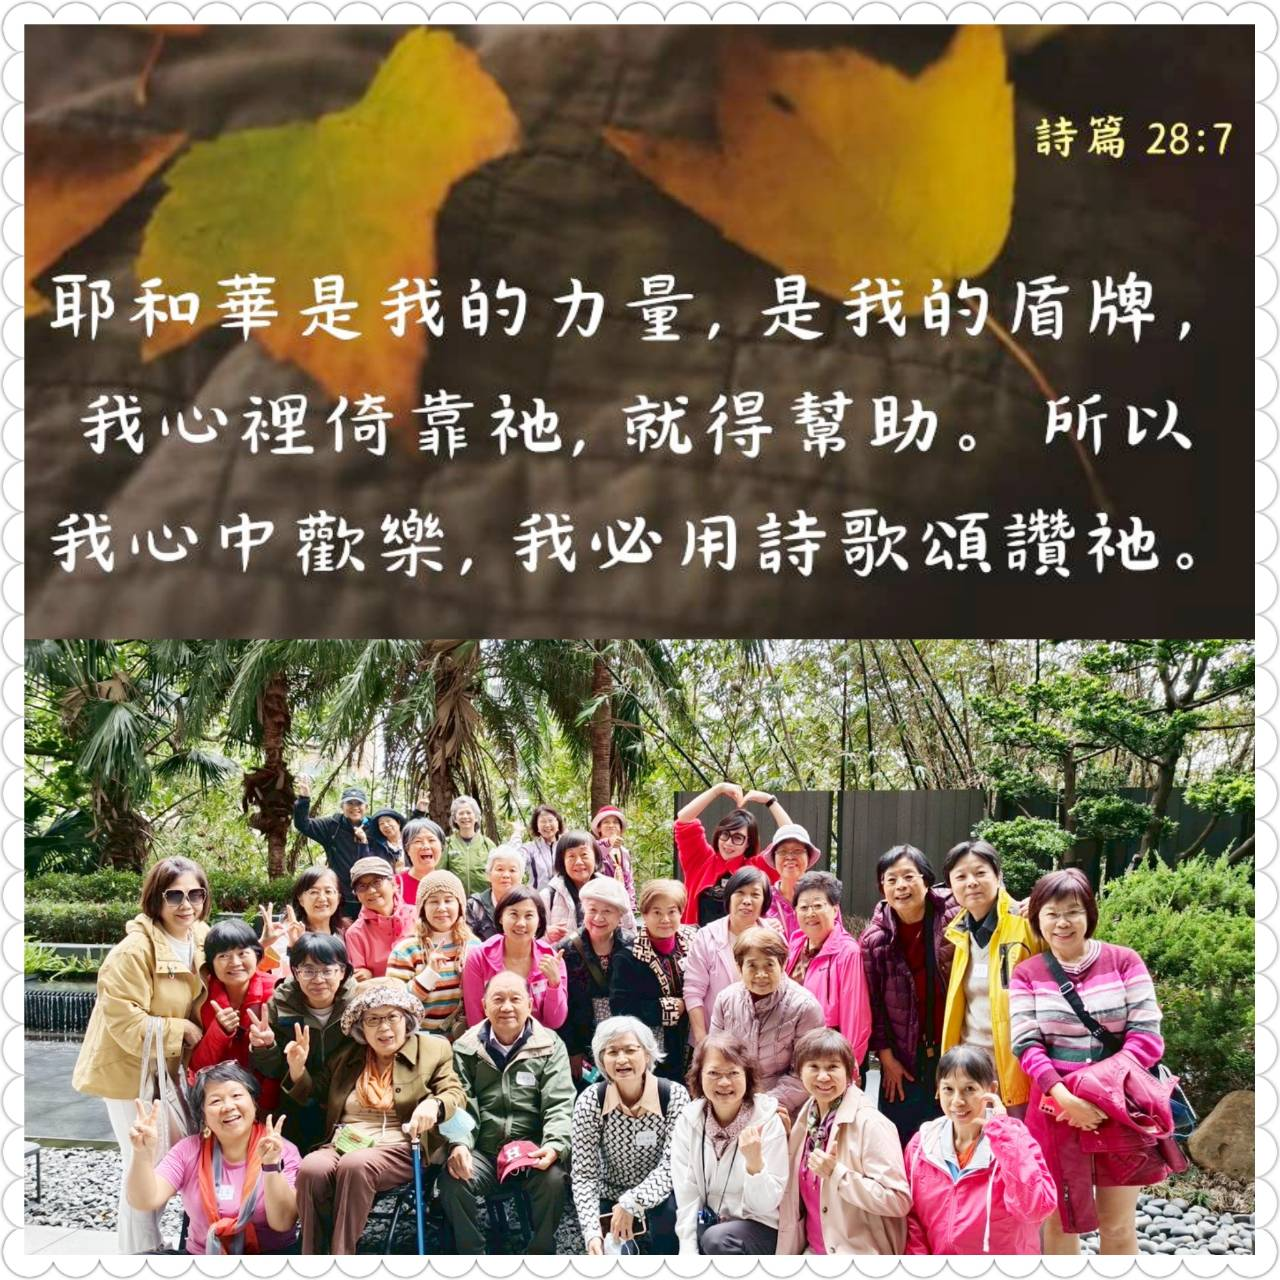 詩篇 28:7
耶和華是我的力量, 是我的盾牌,
我心裡倚靠祂, 就得幫助。 所以
我心中歡樂, 我必用詩歌頌讚祂。
H